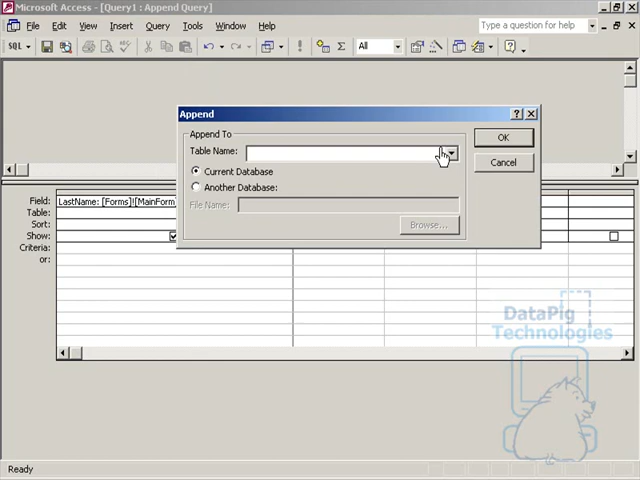 Microsoft Access - [Query1 : Append Query]
File Edit View Insert Query Tools Window Help Type a question for help
SQL All
Append
Append To
Table Name:
OK
Current Database
Cancel
Another Database:
File Name:
Browse...
Field: LastName: [Forms]![MainForm]
Table:
Sort:
Show:
Criteria:
or:
DataPig
Technologies
Ready